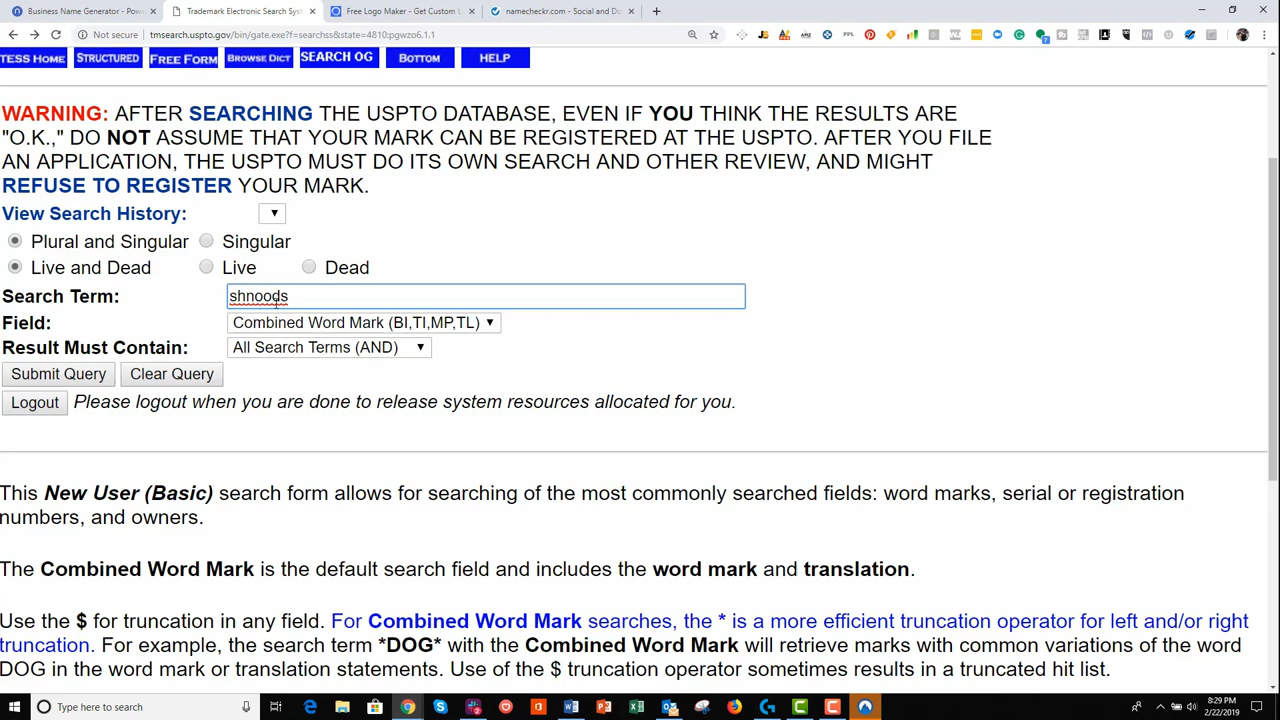 Business Name Generator - Pow
Trademark Electronic Search Syst
Free Logo Maker - Get Custom L
namecheckr.com - Social and Do
Not secure | tmsearch.uspto.gov/bin/gate.exe?f=searchss&state=4810:pgwzo6.1.1
TESS HOME STRUCTURED FREE FORM BROWSE DICT SEARCH OG BOTTOM HELP
WARNING: AFTER SEARCHING THE USPTO DATABASE, EVEN IF YOU THINK THE RESULTS ARE
"O.K.," DO NOT ASSUME THAT YOUR MARK CAN BE REGISTERED AT THE USPTO. AFTER YOU FILE
AN APPLICATION, THE USPTO MUST DO ITS OWN SEARCH AND OTHER REVIEW, AND MIGHT
REFUSE TO REGISTER YOUR MARK.
View Search History:
Plural and Singular Singular
Live and Dead Live Dead
Search Term: shnoods
Field: Combined Word Mark (BI,TI,MP,TL)
Result Must Contain: All Search Terms (AND)
Submit Query Clear Query
Logout Please logout when you are done to release system resources allocated for you.
This New User (Basic) search form allows for searching of the most commonly searched fields: word marks, serial or registration
numbers, and owners.
The Combined Word Mark is the default search field and includes the word mark and translation.
Use the $ for truncation in any field. For Combined Word Mark searches, the * is a more efficient truncation operator for left and/or right
truncation. For example, the search term *DOG* with the Combined Word Mark will retrieve marks with common variations of the word
DOG in the word mark or translation statements. Use of the $ truncation operator sometimes results in a truncated hit list.
Type here to search
8:29 PM
2/22/2019